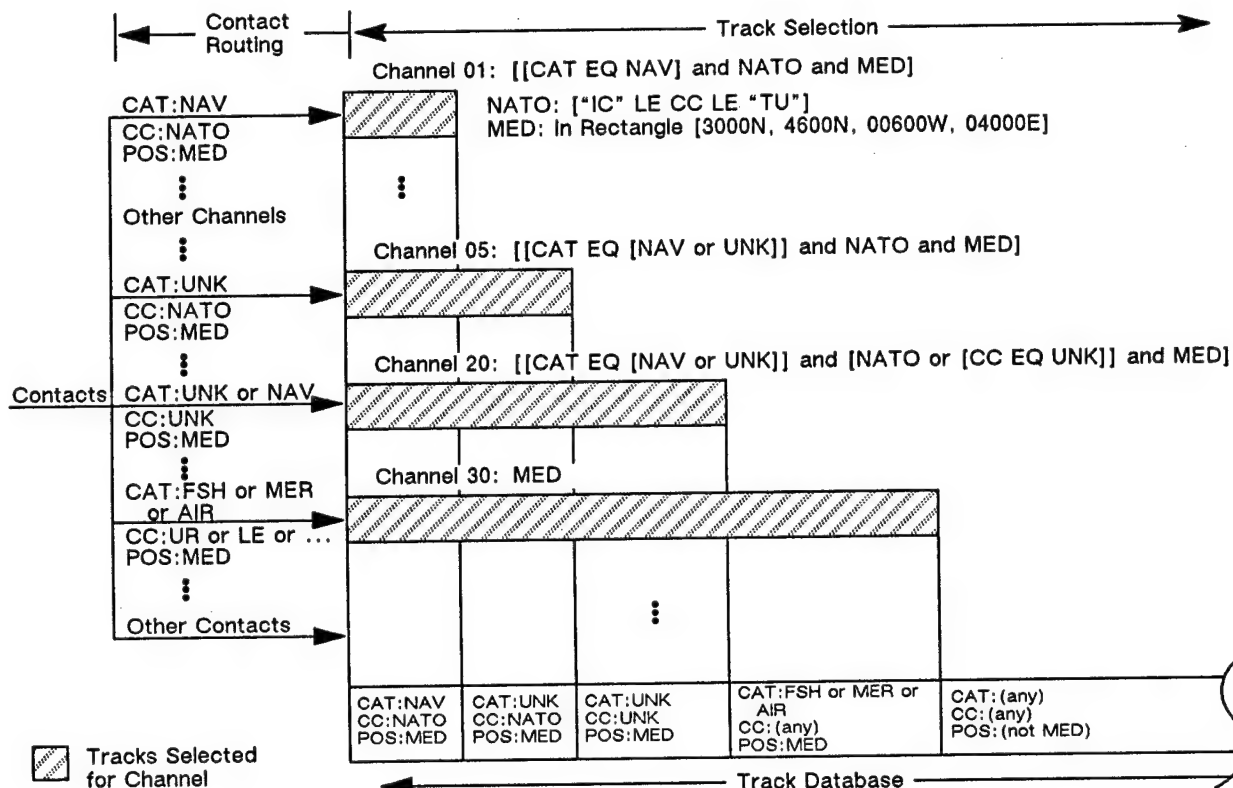 Contact
Routing
Track Selection
Channel 01: [[CAT EQ NAV] and NATO and MED]
CAT:NAV
CC:NATO
POS:MED
NATO: ["IC" LE CC LE "TU"]
MED: In Rectangle [3000N, 4600N, 00600W, 04000E]
Other Channels
Channel 05: [[CAT EQ [NAV or UNK]] and NATO and MED]
CAT:UNK
CC:NATO
POS:MED
Channel 20: [[CAT EQ [NAV or UNK]] and [NATO or [CC EQ UNK]] and MED]
Contacts
CAT:UNK or NAV
CC:UNK
POS:MED
Channel 30: MED
CAT:FSH or MER
or AIR
CC:UR or LE or ...
POS:MED
Other Contacts
CAT:NAV
CC:NATO
POS:MED
CAT:UNK
CC:NATO
POS:MED
CAT:UNK
CC:UNK
POS:MED
CAT:FSH or MER or
AIR
CC:(any)
POS:MED
CAT:(any)
CC:(any)
POS:(not MED)
Tracks Selected
for Channel
Track Database